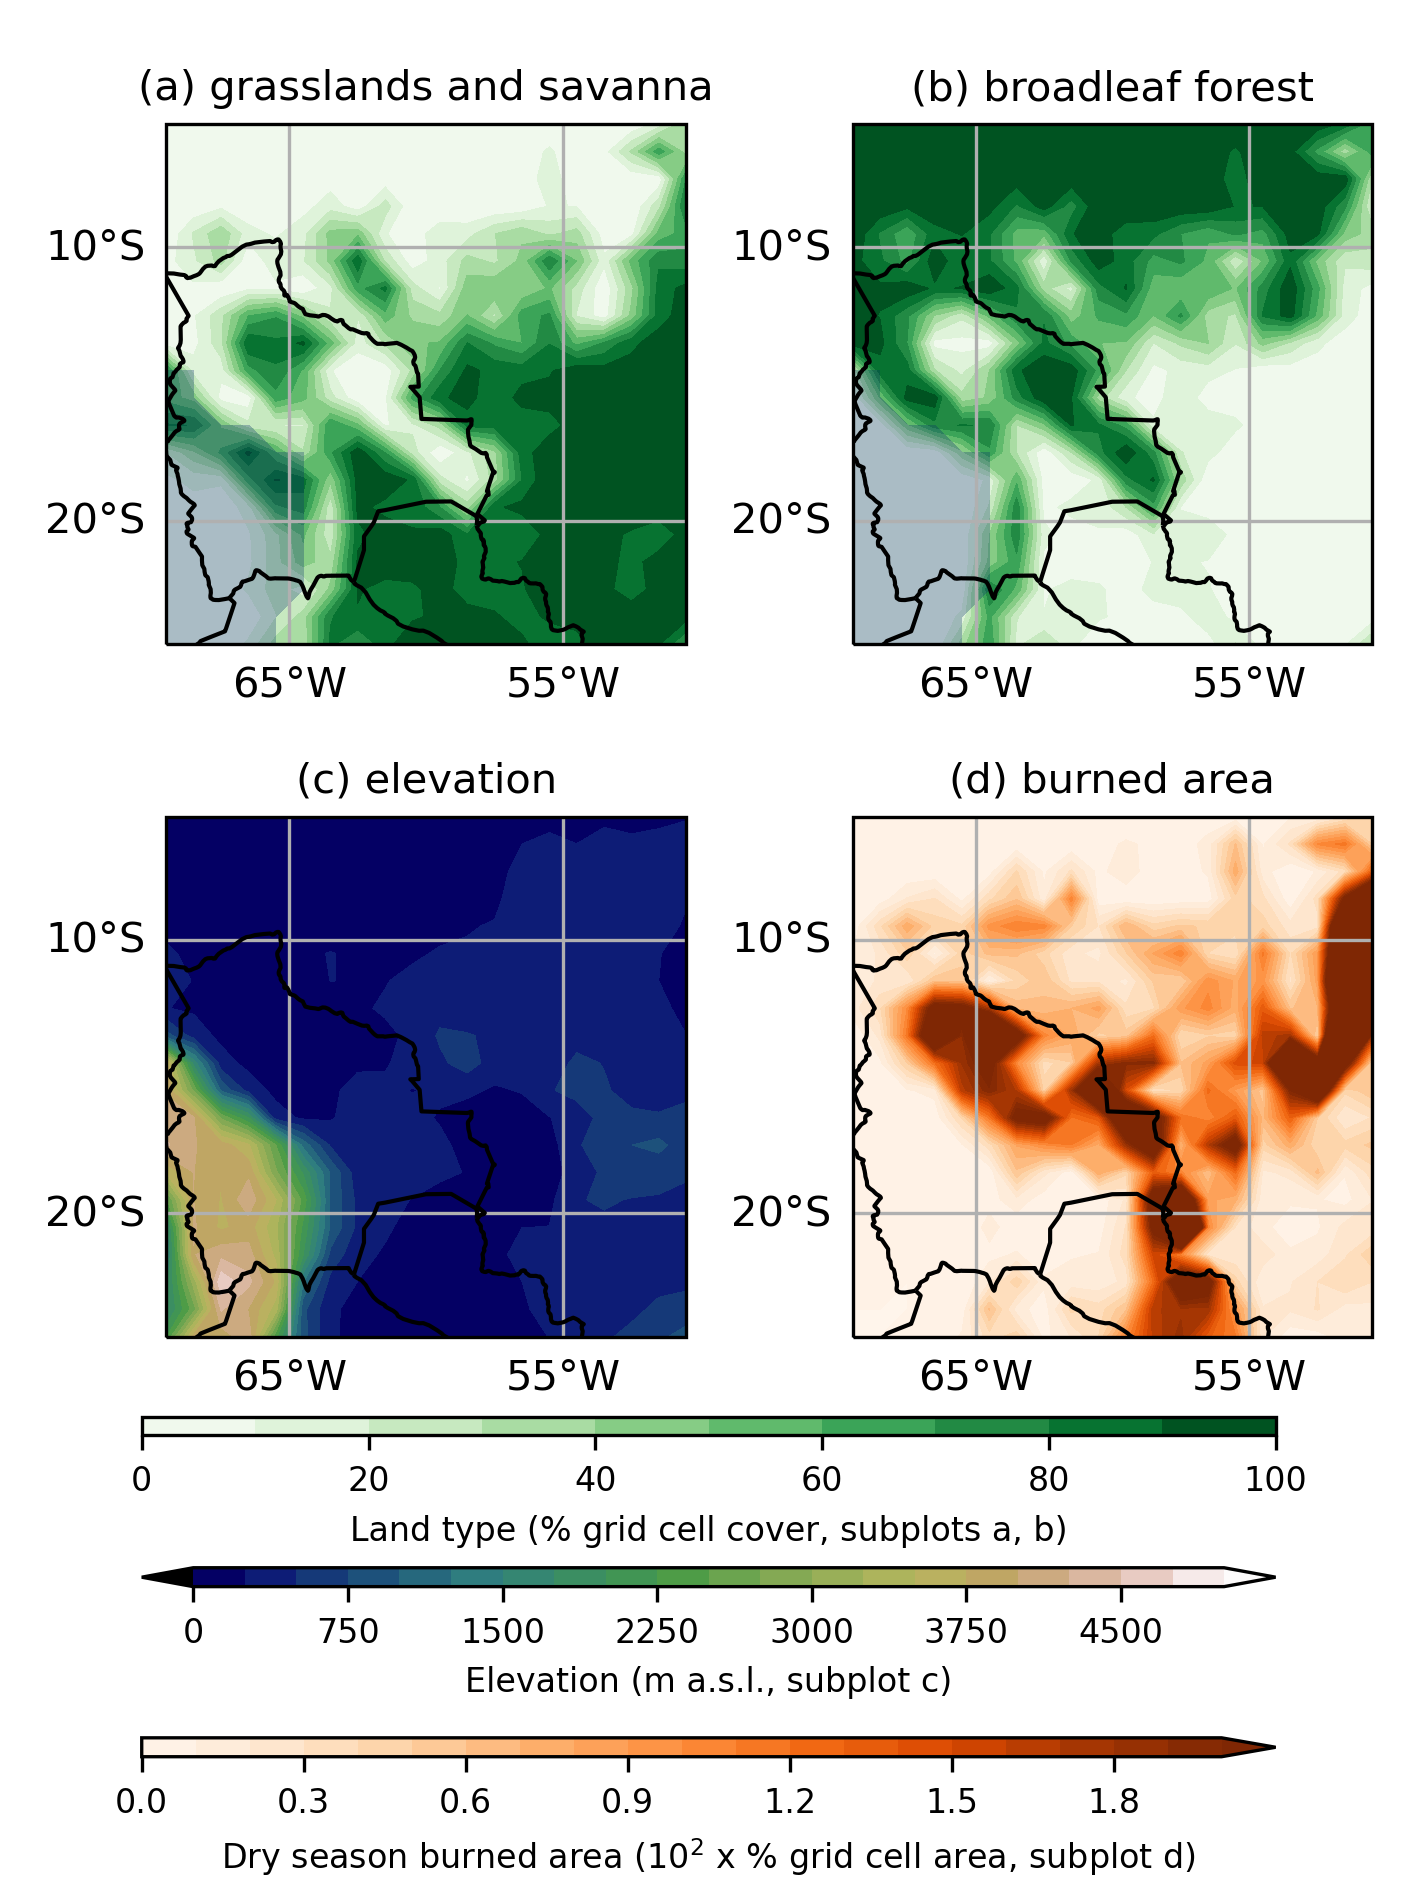 (a) grasslands and savanna
(b) broadleaf forest
10°S
10°S
20°S
20°S
65°W
55°W
65°W
55°W
(c) elevation
(d) burned area
10°S
10°S
20°S
20°S
65°W
55°W
65°W
55°W
0 20 40 60 80 100
Land type (% grid cell cover, subplots a, b)
0 750 1500 2250 3000 3750 4500
Elevation (m a.s.l., subplot c)
0.0 0.3 0.6 0.9 1.2 1.5 1.8
Dry season burned area (10² x % grid cell area, subplot d)